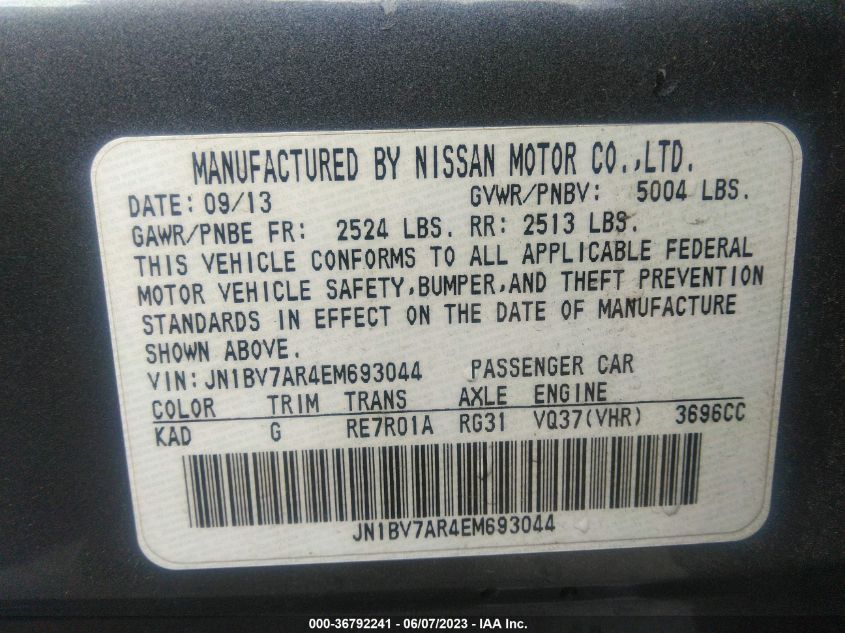 MANUFACTURED BY NISSAN MOTOR CO.,LTD.
DATE: 09/13 GVWR/PNBV: 5004 LBS.
GAWR/PNBE FR: 2524 LBS. RR: 2513 LBS.
THIS VEHICLE CONFORMS TO ALL APPLICABLE FEDERAL
MOTOR VEHICLE SAFETY,BUMPER,AND THEFT PREVENTION
STANDARDS IN EFFECT ON THE DATE OF MANUFACTURE
SHOWN ABOVE.
VIN: JN1BV7AR4EM693044 PASSENGER CAR
COLOR TRIM TRANS AXLE ENGINE
KAD G RE7R01A RG31 VQ37(VHR) 3696CC
JN1BV7AR4EM693044
000-36792241 - 06/07/2023 - IAA Inc.